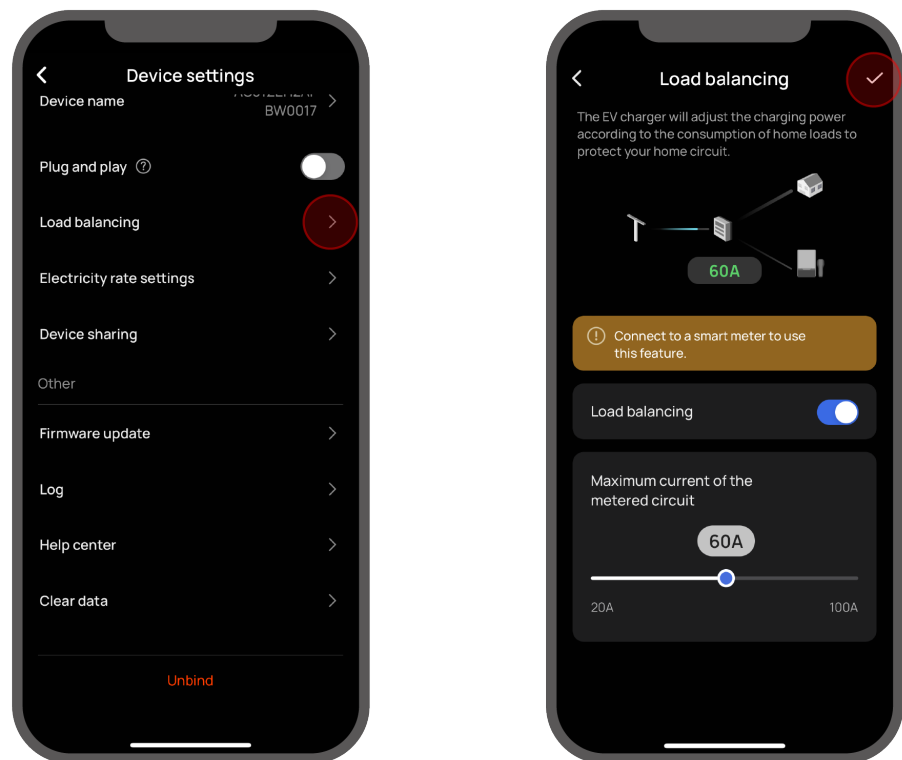 Device settings
Device name
BW0017
Plug and play
Load balancing
Electricity rate settings
Device sharing
Other
Firmware update
Log
Help center
Clear data
Unbind
Load balancing
The EV charger will adjust the charging power
according to the consumption of home loads to
protect your home circuit.
60A
Connect to a smart meter to use
this feature.
Load balancing
Maximum current of the
metered circuit
60A
20A
100A